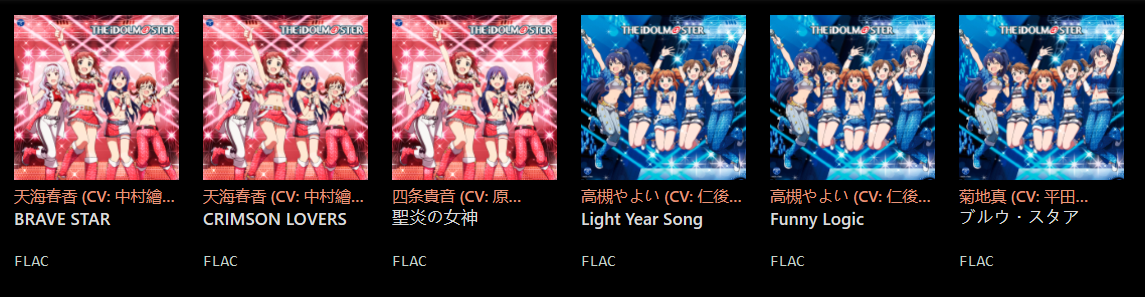 THE IDOLM@STER
THE IDOLM@STER
THE IDOLM@STER
THE IDOLM@STER
THE IDOLM@STER
THE IDOLM@STER
天海春香 (CV: 中村繪...
BRAVE STAR
FLAC
天海春香 (CV: 中村繪...
CRIMSON LOVERS
FLAC
四条貴音 (CV: 原...
聖炎の女神
FLAC
高槻やよい (CV: 仁後...
Light Year Song
FLAC
高槻やよい (CV: 仁後...
Funny Logic
FLAC
菊地真 (CV: 平田...
ブルウ・スタア
FLAC